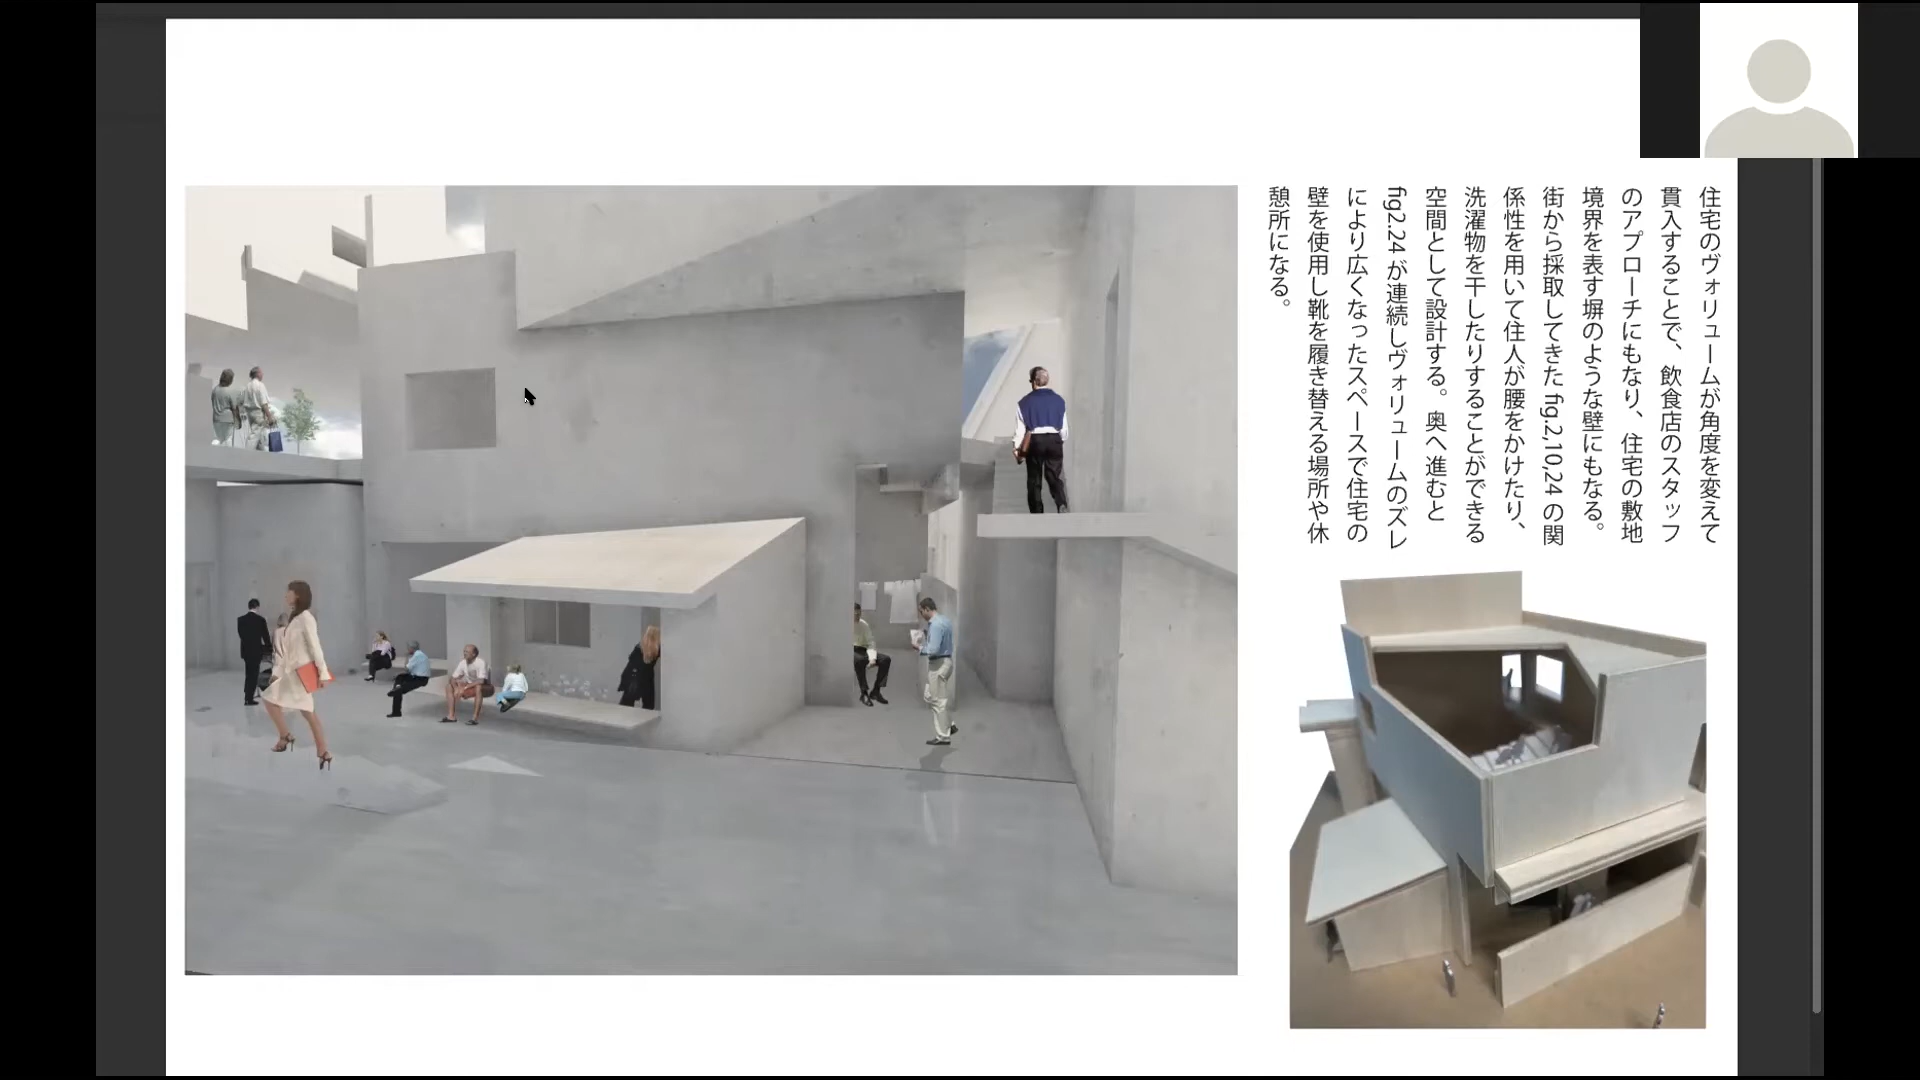 住宅のヴォリュームが角度を変えて
貫入することで、飲食店のスタッフ
のアプローチにもなり、住宅の敷地
境界を表す塀のような壁にもなる。
街から採取してきた fig.2,10,24 の関
係性を用いて住人が腰をかけたり、
洗濯物を干したりすることができる
空間として設計する。奥へ進むと
fig2.24 が連続しヴォリュームのズレ
により広くなったスペースで住宅の
壁を使用し靴を履き替える場所や休
憩所になる。